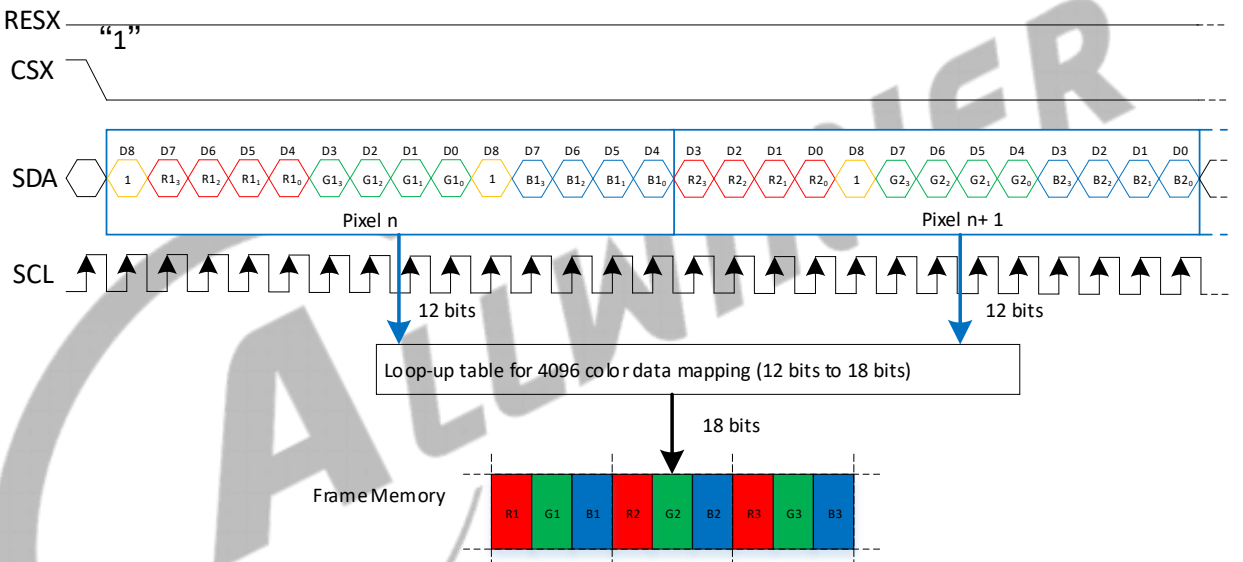 RESX
“1”
CSX
D8 D7 D6 D5 D4 D3 D2 D1 D0 D8 D7 D6 D5 D4 D3 D2 D1 D0 D8 D7 D6 D5 D4 D3 D2 D1 D0
SDA 1 R1₃ R1₂ R1₁ R1₀ G1₃ G1₂ G1₁ G1₀ 1 B1₃ B1₂ B1₁ B1₀ R2₃ R2₂ R2₁ R2₀ 1 G2₃ G2₂ G2₁ G2₀ B2₃ B2₂ B2₁ B2₀
Pixel n Pixel n+ 1
SCL
12 bits 12 bits
Loop-up table for 4096 color data mapping (12 bits to 18 bits)
18 bits
Frame Memory
R1 G1 B1 R2 G2 B2 R3 G3 B3
ALLWINNER